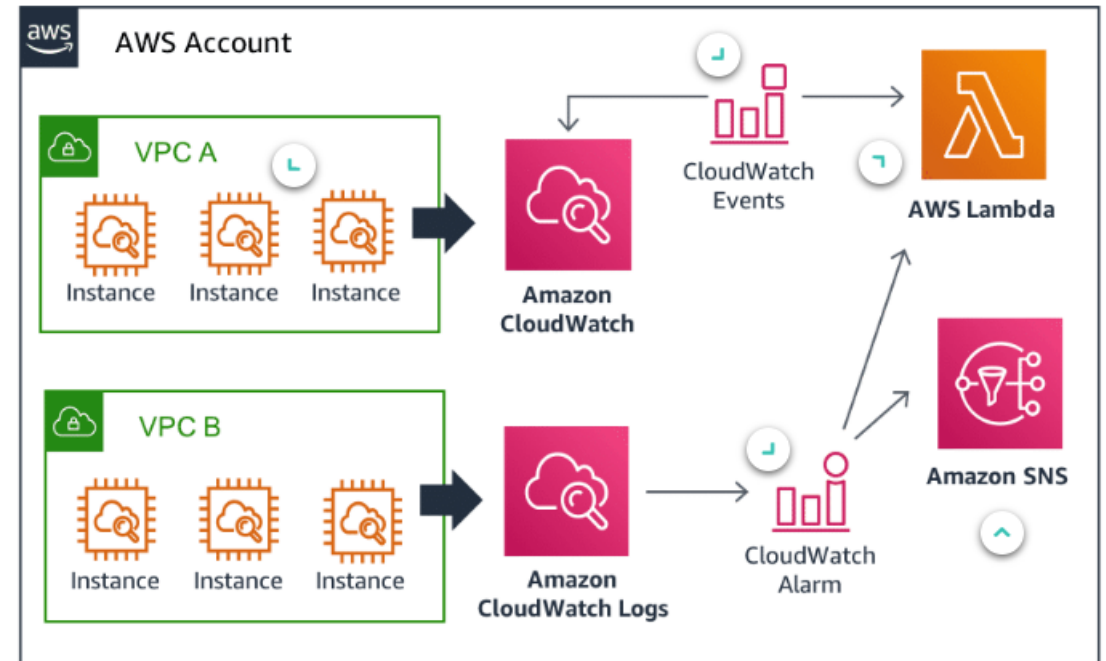 aws
AWS Account
VPC A
Instance
Instance
Instance
Amazon
CloudWatch
CloudWatch
Events
AWS Lambda
VPC B
Instance
Instance
Instance
Amazon
CloudWatch Logs
CloudWatch
Alarm
Amazon SNS